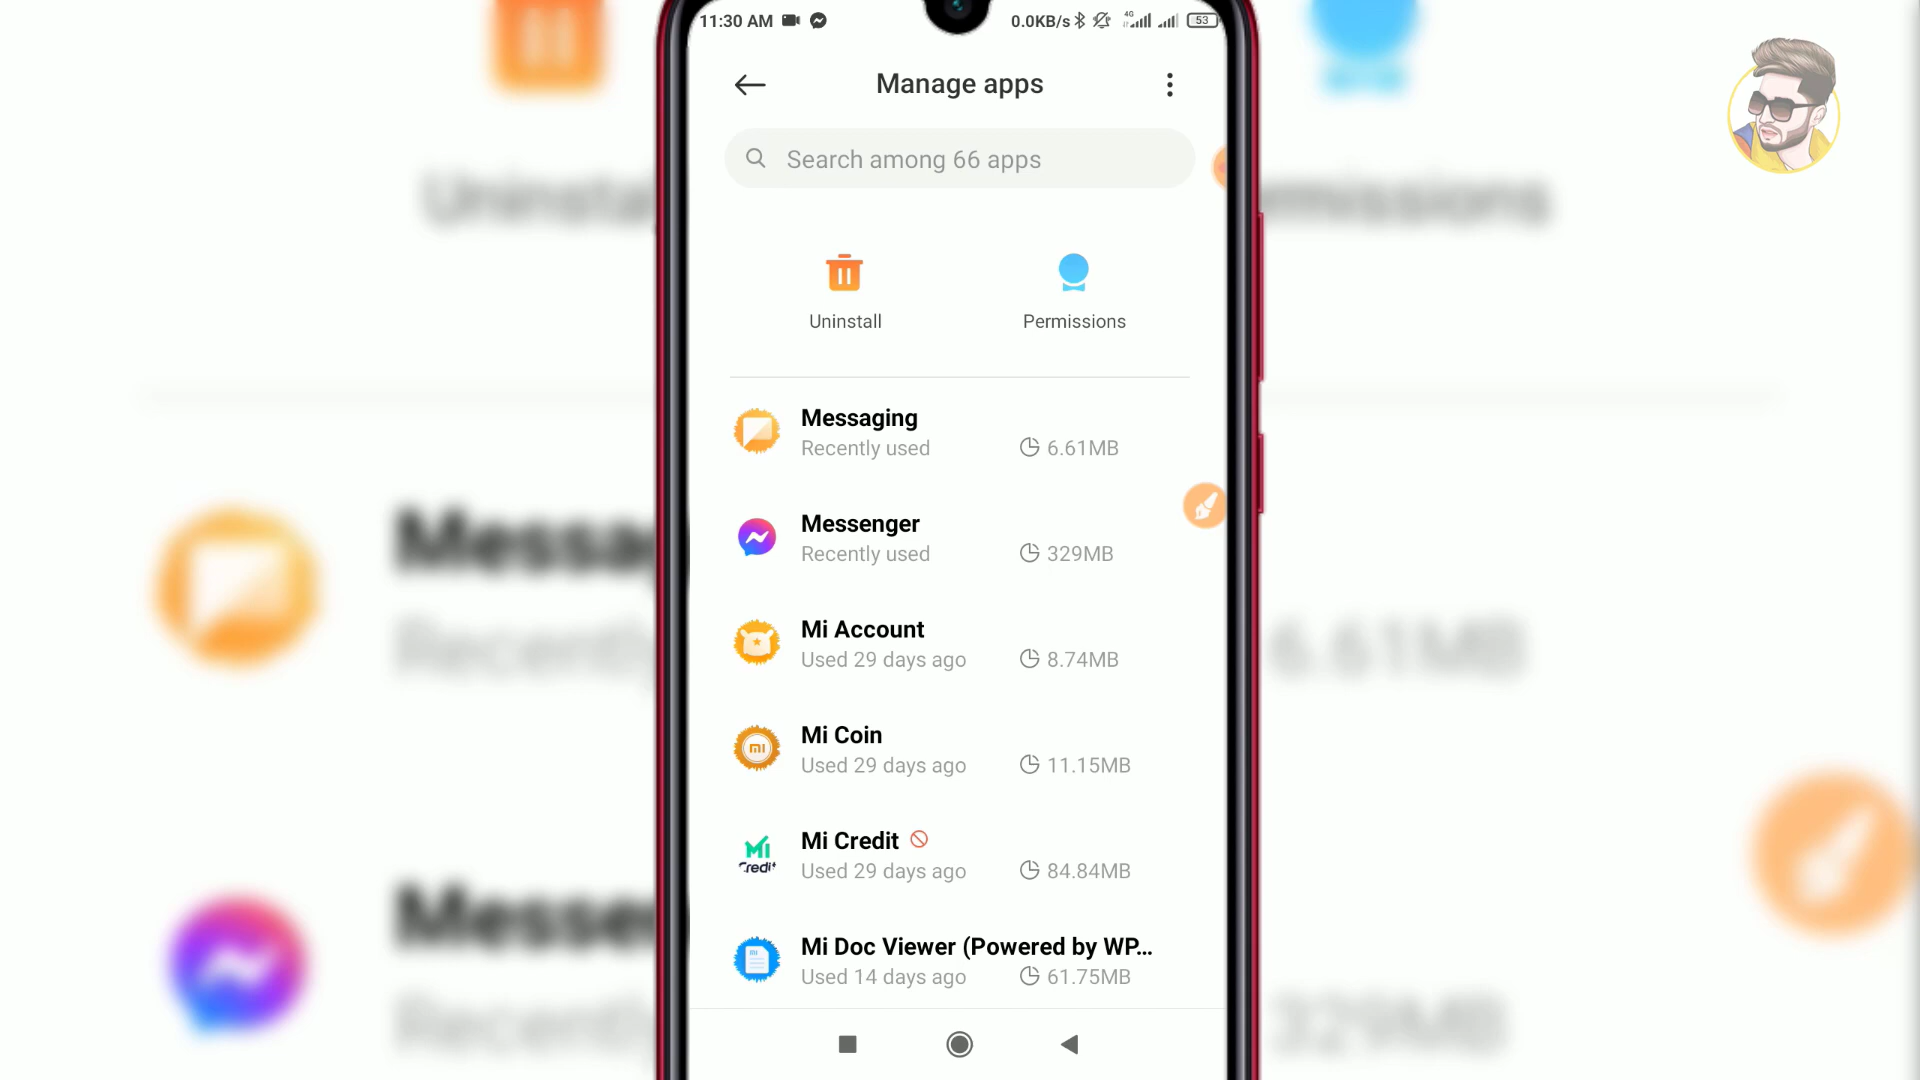 11:30 AM 0.0KB/s 4G 53
Manage apps
Search among 66 apps
Uninstall Permissions
Messaging
Recently used 6.61MB
Messenger
Recently used 329MB
Mi Account
Used 29 days ago 8.74MB
Mi Coin
Used 29 days ago 11.15MB
Mi Credit
Used 29 days ago 84.84MB
Mi Doc Viewer (Powered by WP...
Used 14 days ago 61.75MB